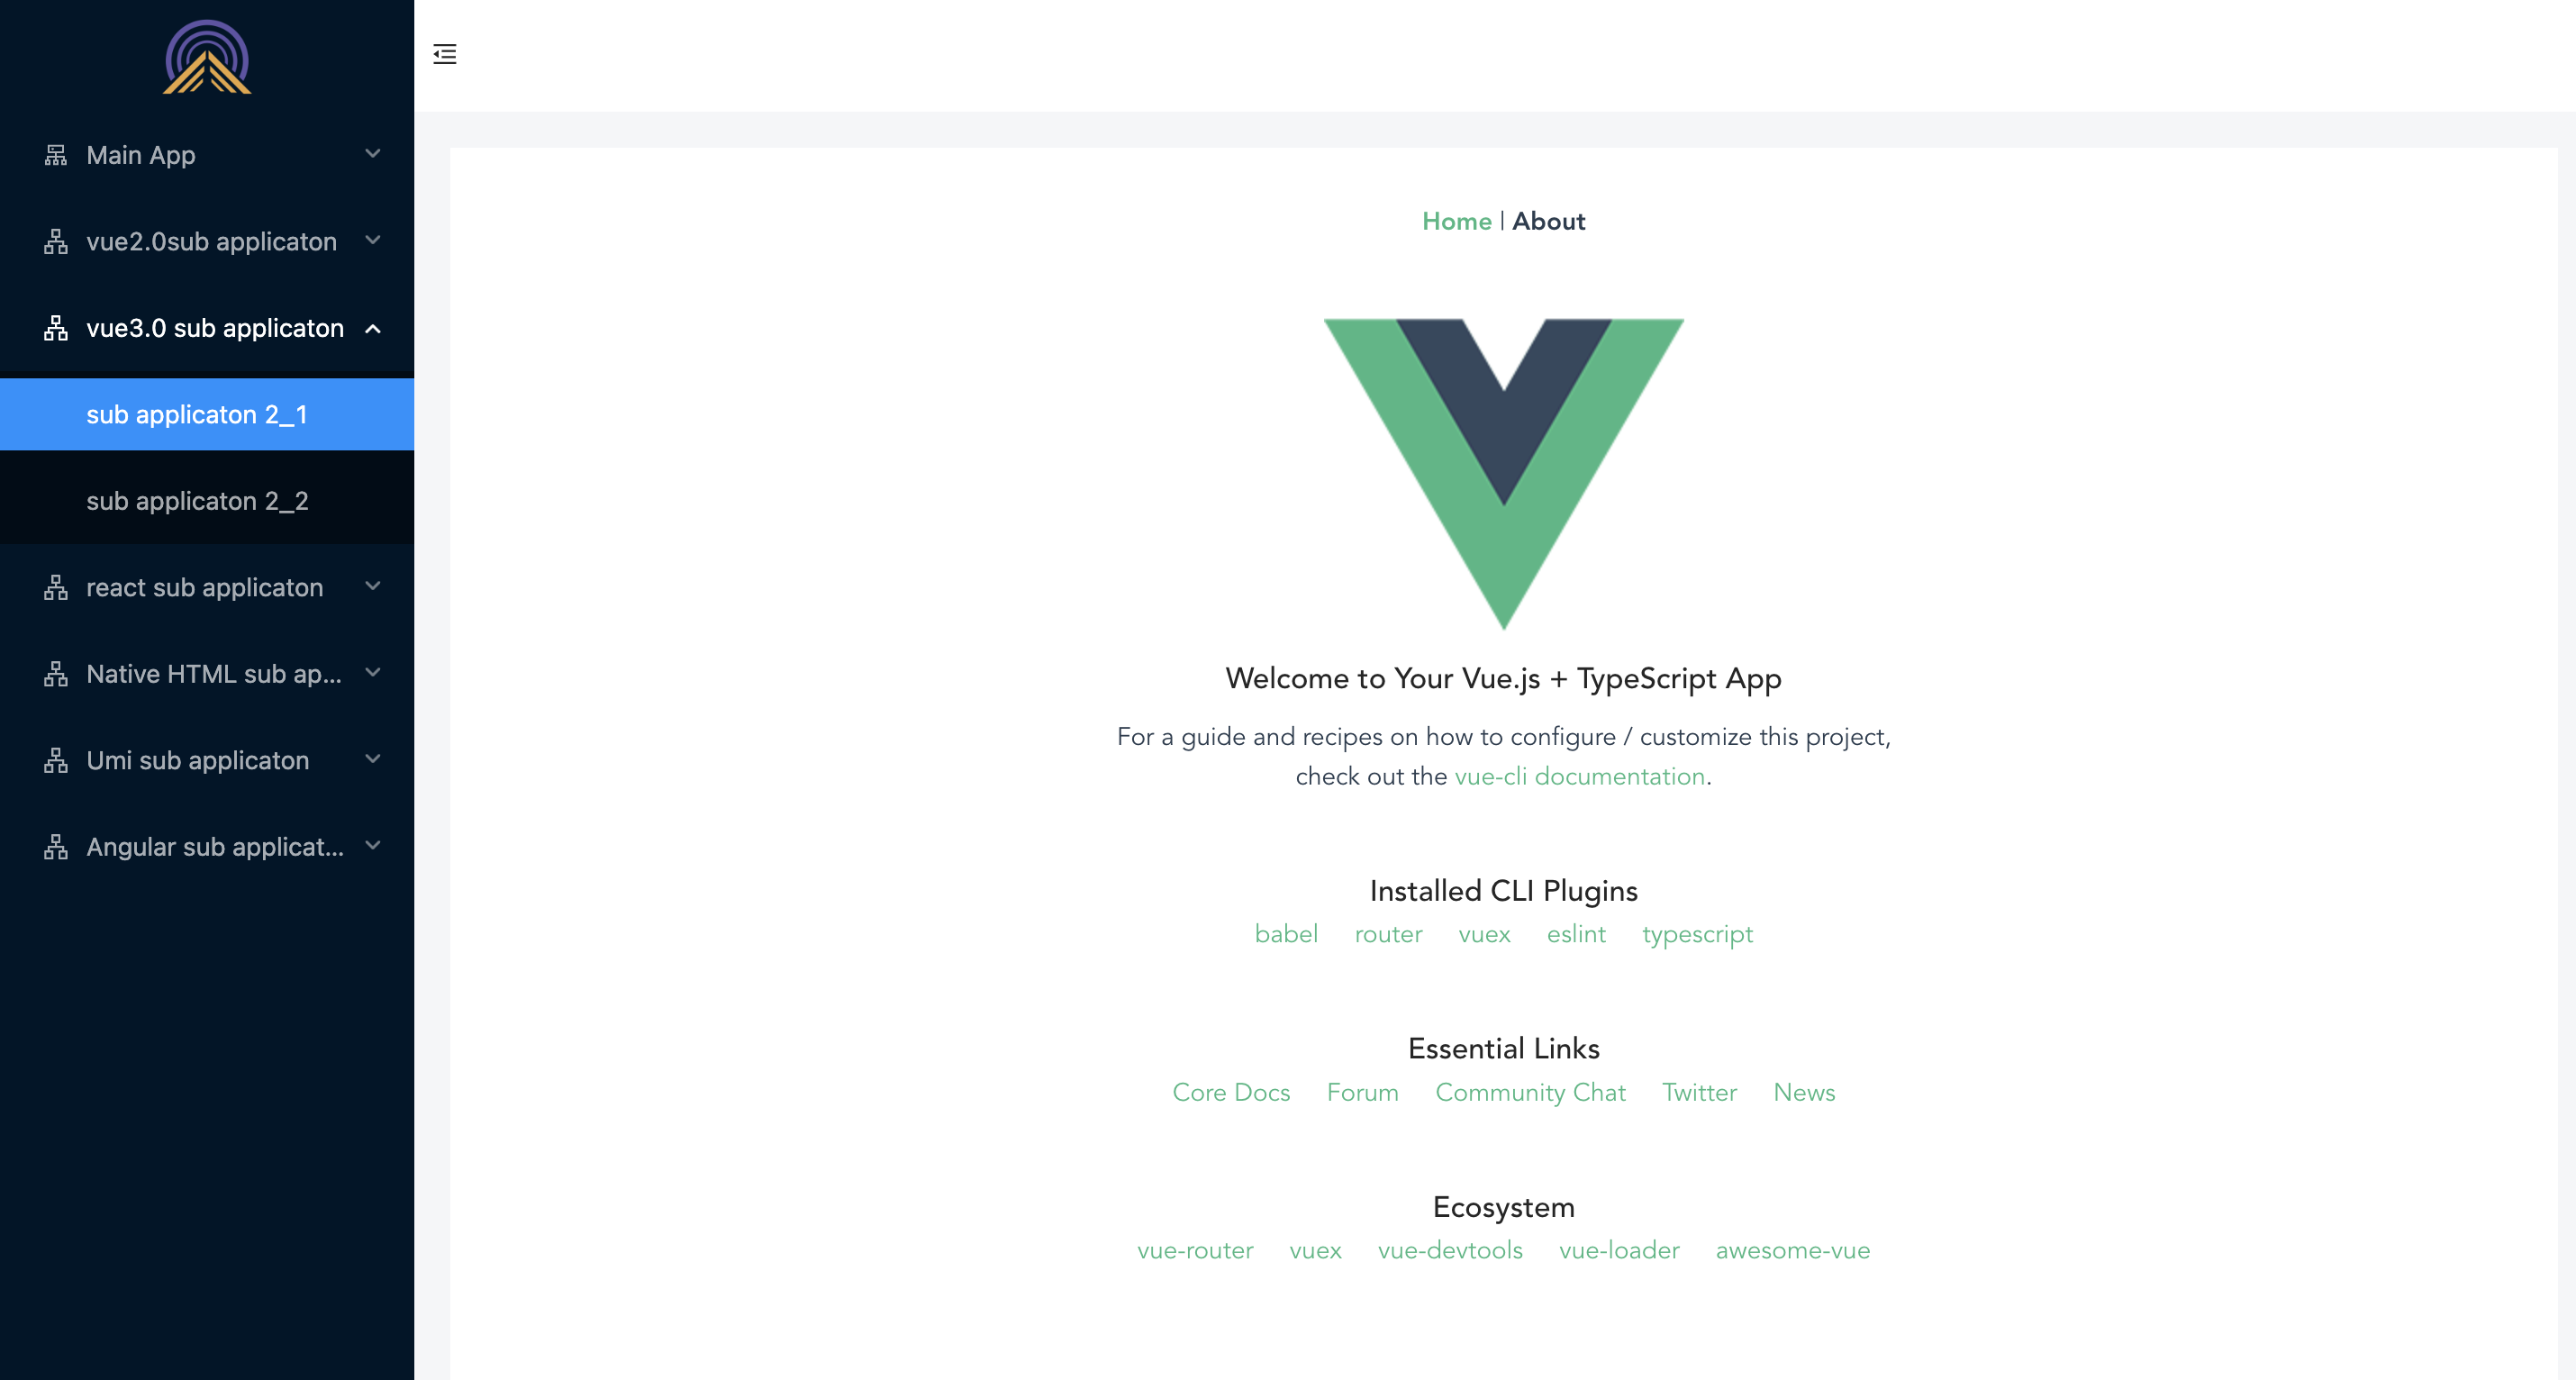 Main App
vue2.0sub applicaton
vue3.0 sub applicaton
sub applicaton 2_1
sub applicaton 2_2
react sub applicaton
Native HTML sub ap...
Umi sub applicaton
Angular sub applicat...
Home | About
Welcome to Your Vue.js + TypeScript App
For a guide and recipes on how to configure / customize this project,
check out the vue-cli documentation.
Installed CLI Plugins
babel router vuex eslint typescript
Essential Links
Core Docs Forum Community Chat Twitter News
Ecosystem
vue-router vuex vue-devtools vue-loader awesome-vue